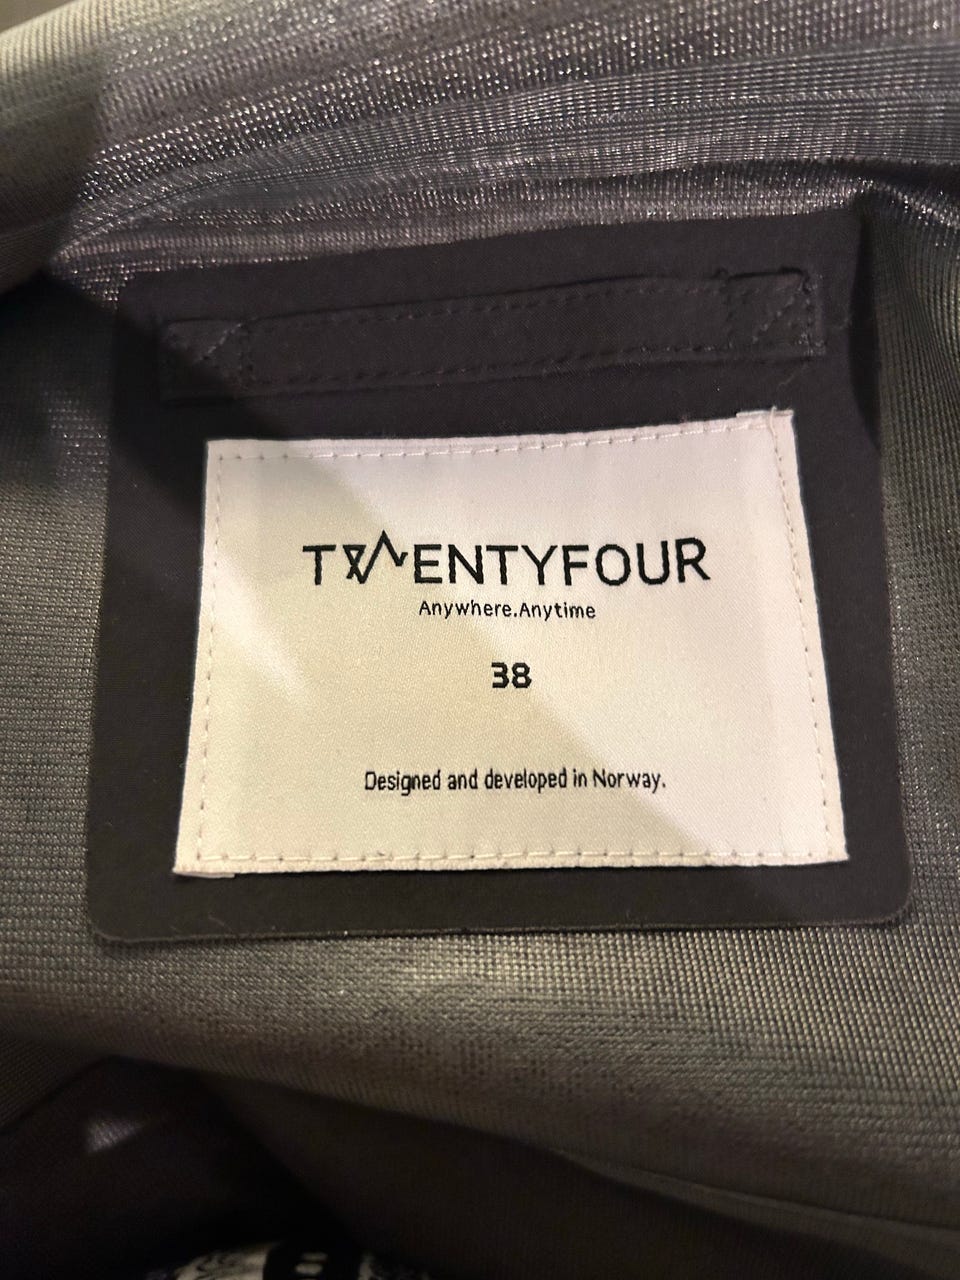 TWENTYFOUR
Anywhere.Anytime
38
Designed and developed in Norway.